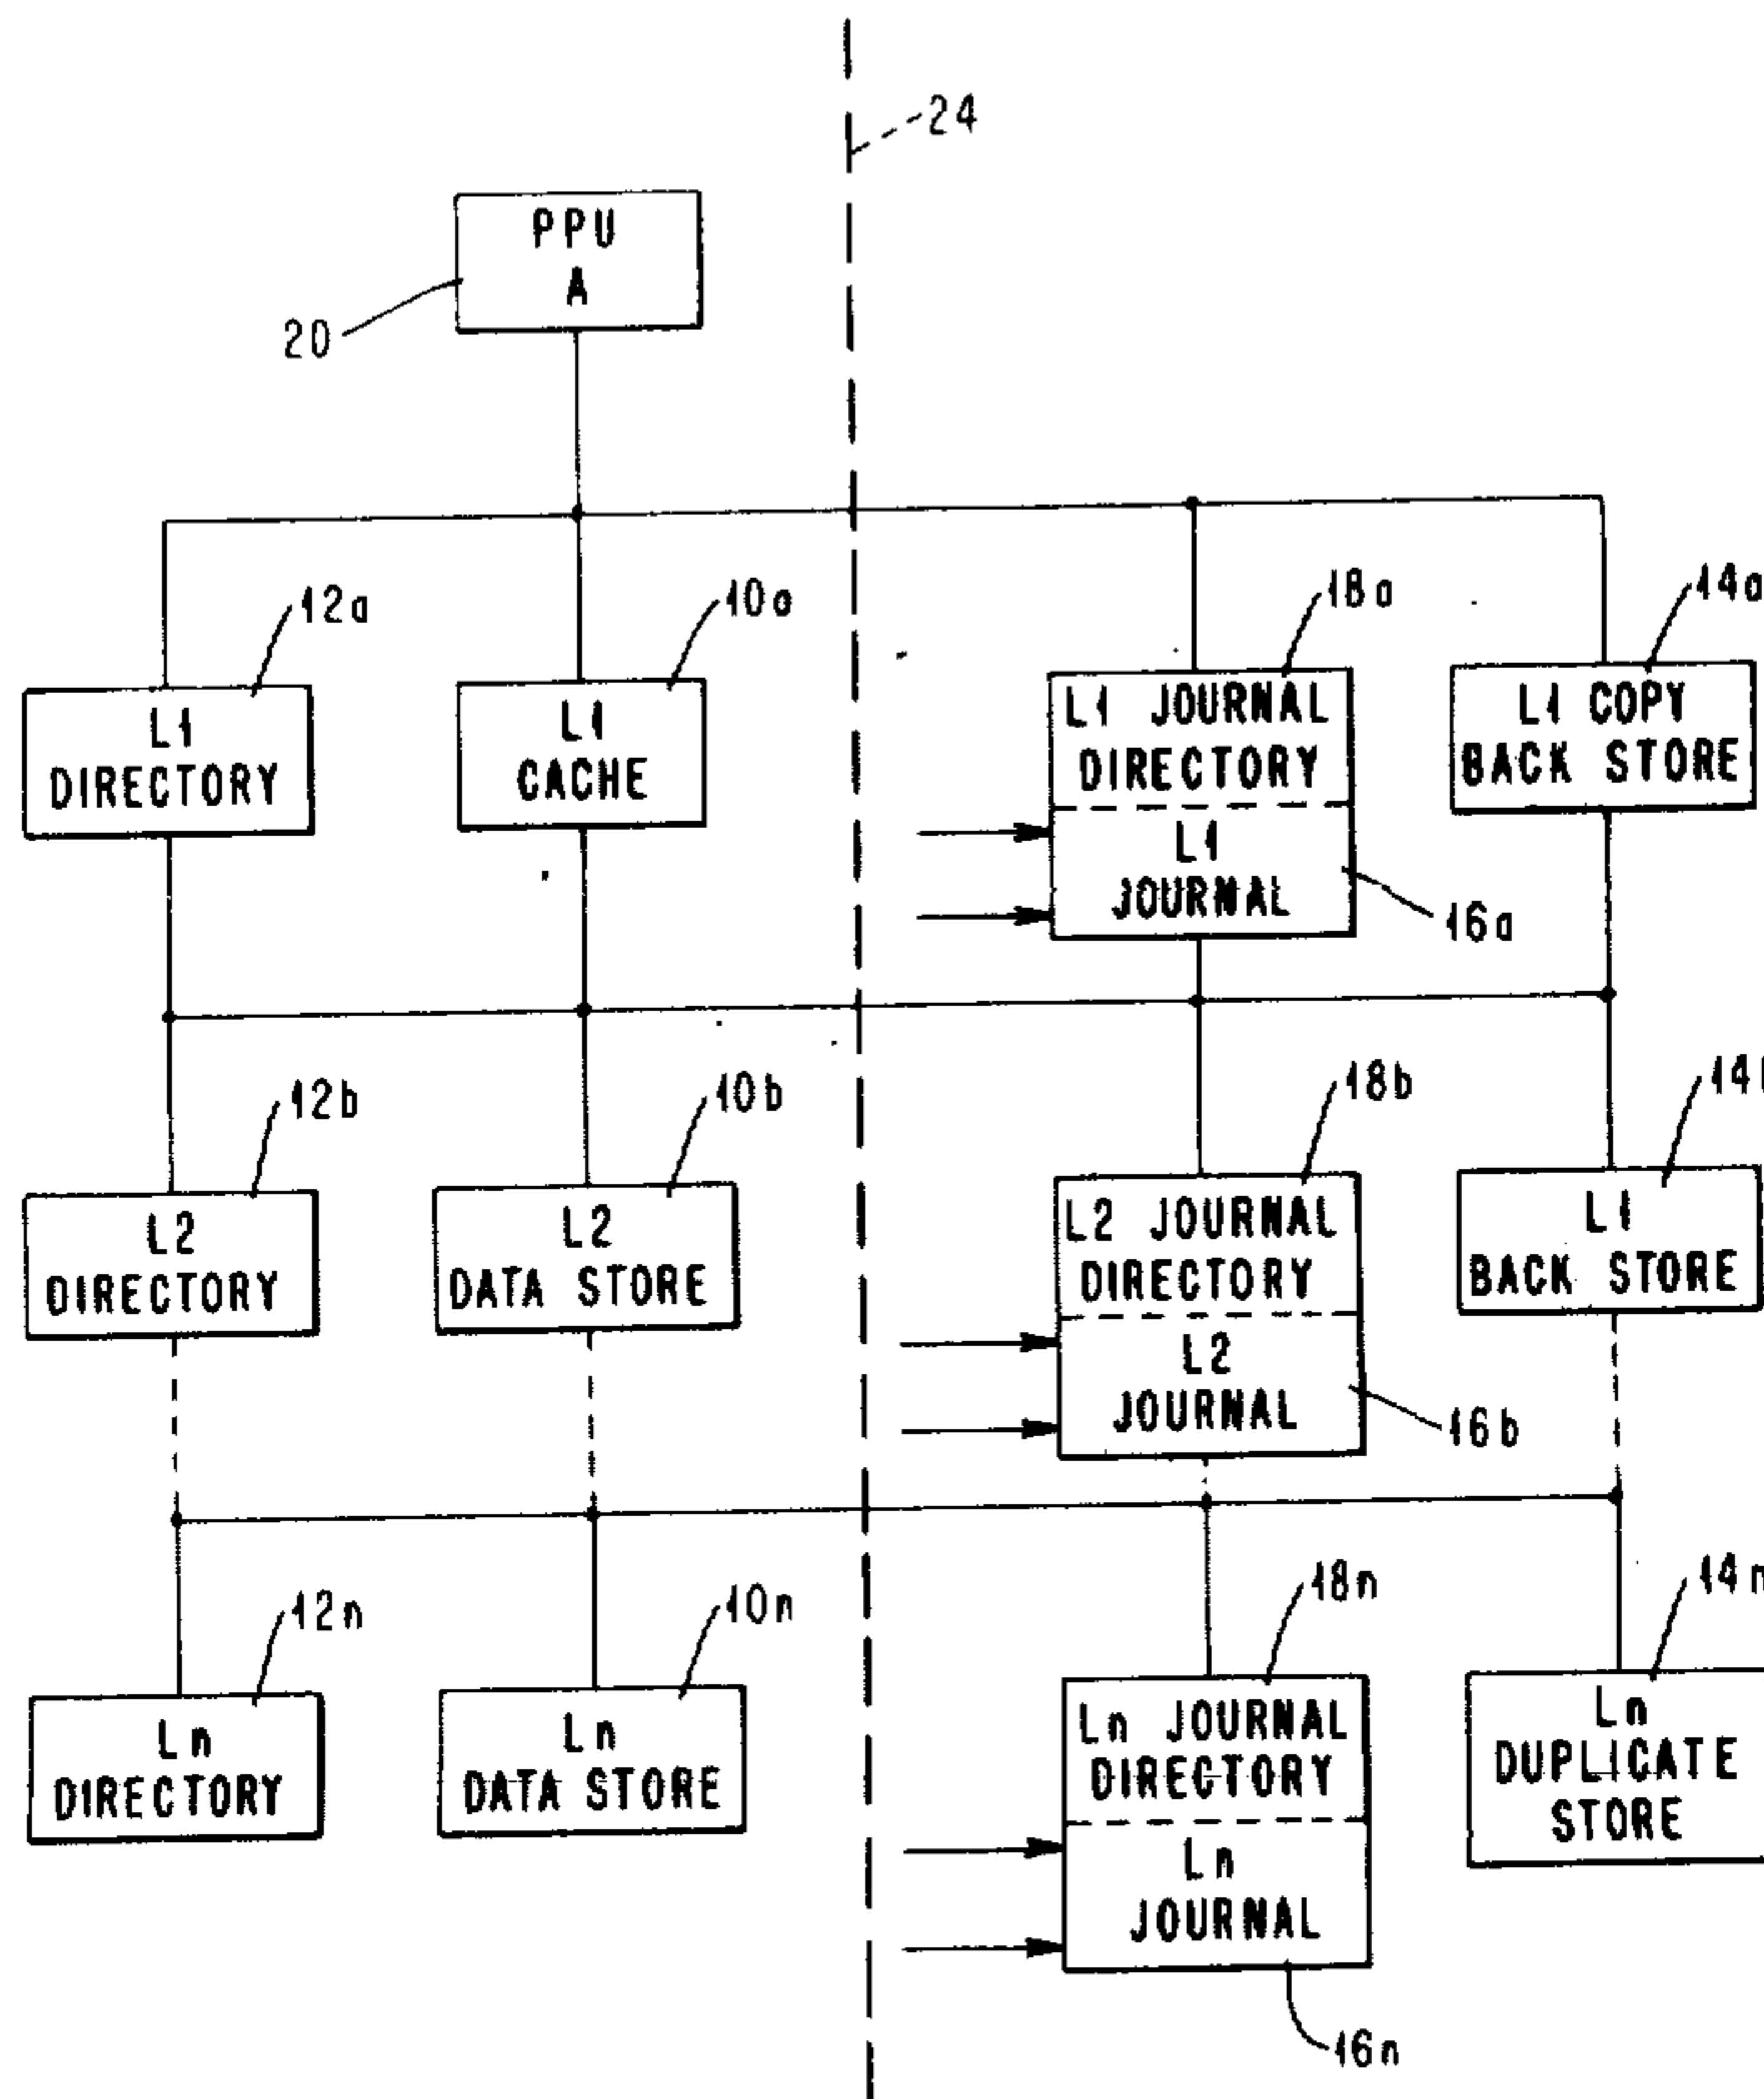 24
PPU
A
20
12a
10a
18a
14a
L1
DIRECTORY
L1
CACHE
L1 JOURNAL
DIRECTORY
L1
JOURNAL
L1 COPY
BACK STORE
16a
12b
10b
18b
14
L2
DIRECTORY
L2
DATA STORE
L2 JOURNAL
DIRECTORY
L2
JOURNAL
L1
BACK STORE
16b
12n
10n
18n
14n
Ln
DIRECTORY
Ln
DATA STORE
Ln JOURNAL
DIRECTORY
Ln
JOURNAL
Ln
DUPLICATE
STORE
16n